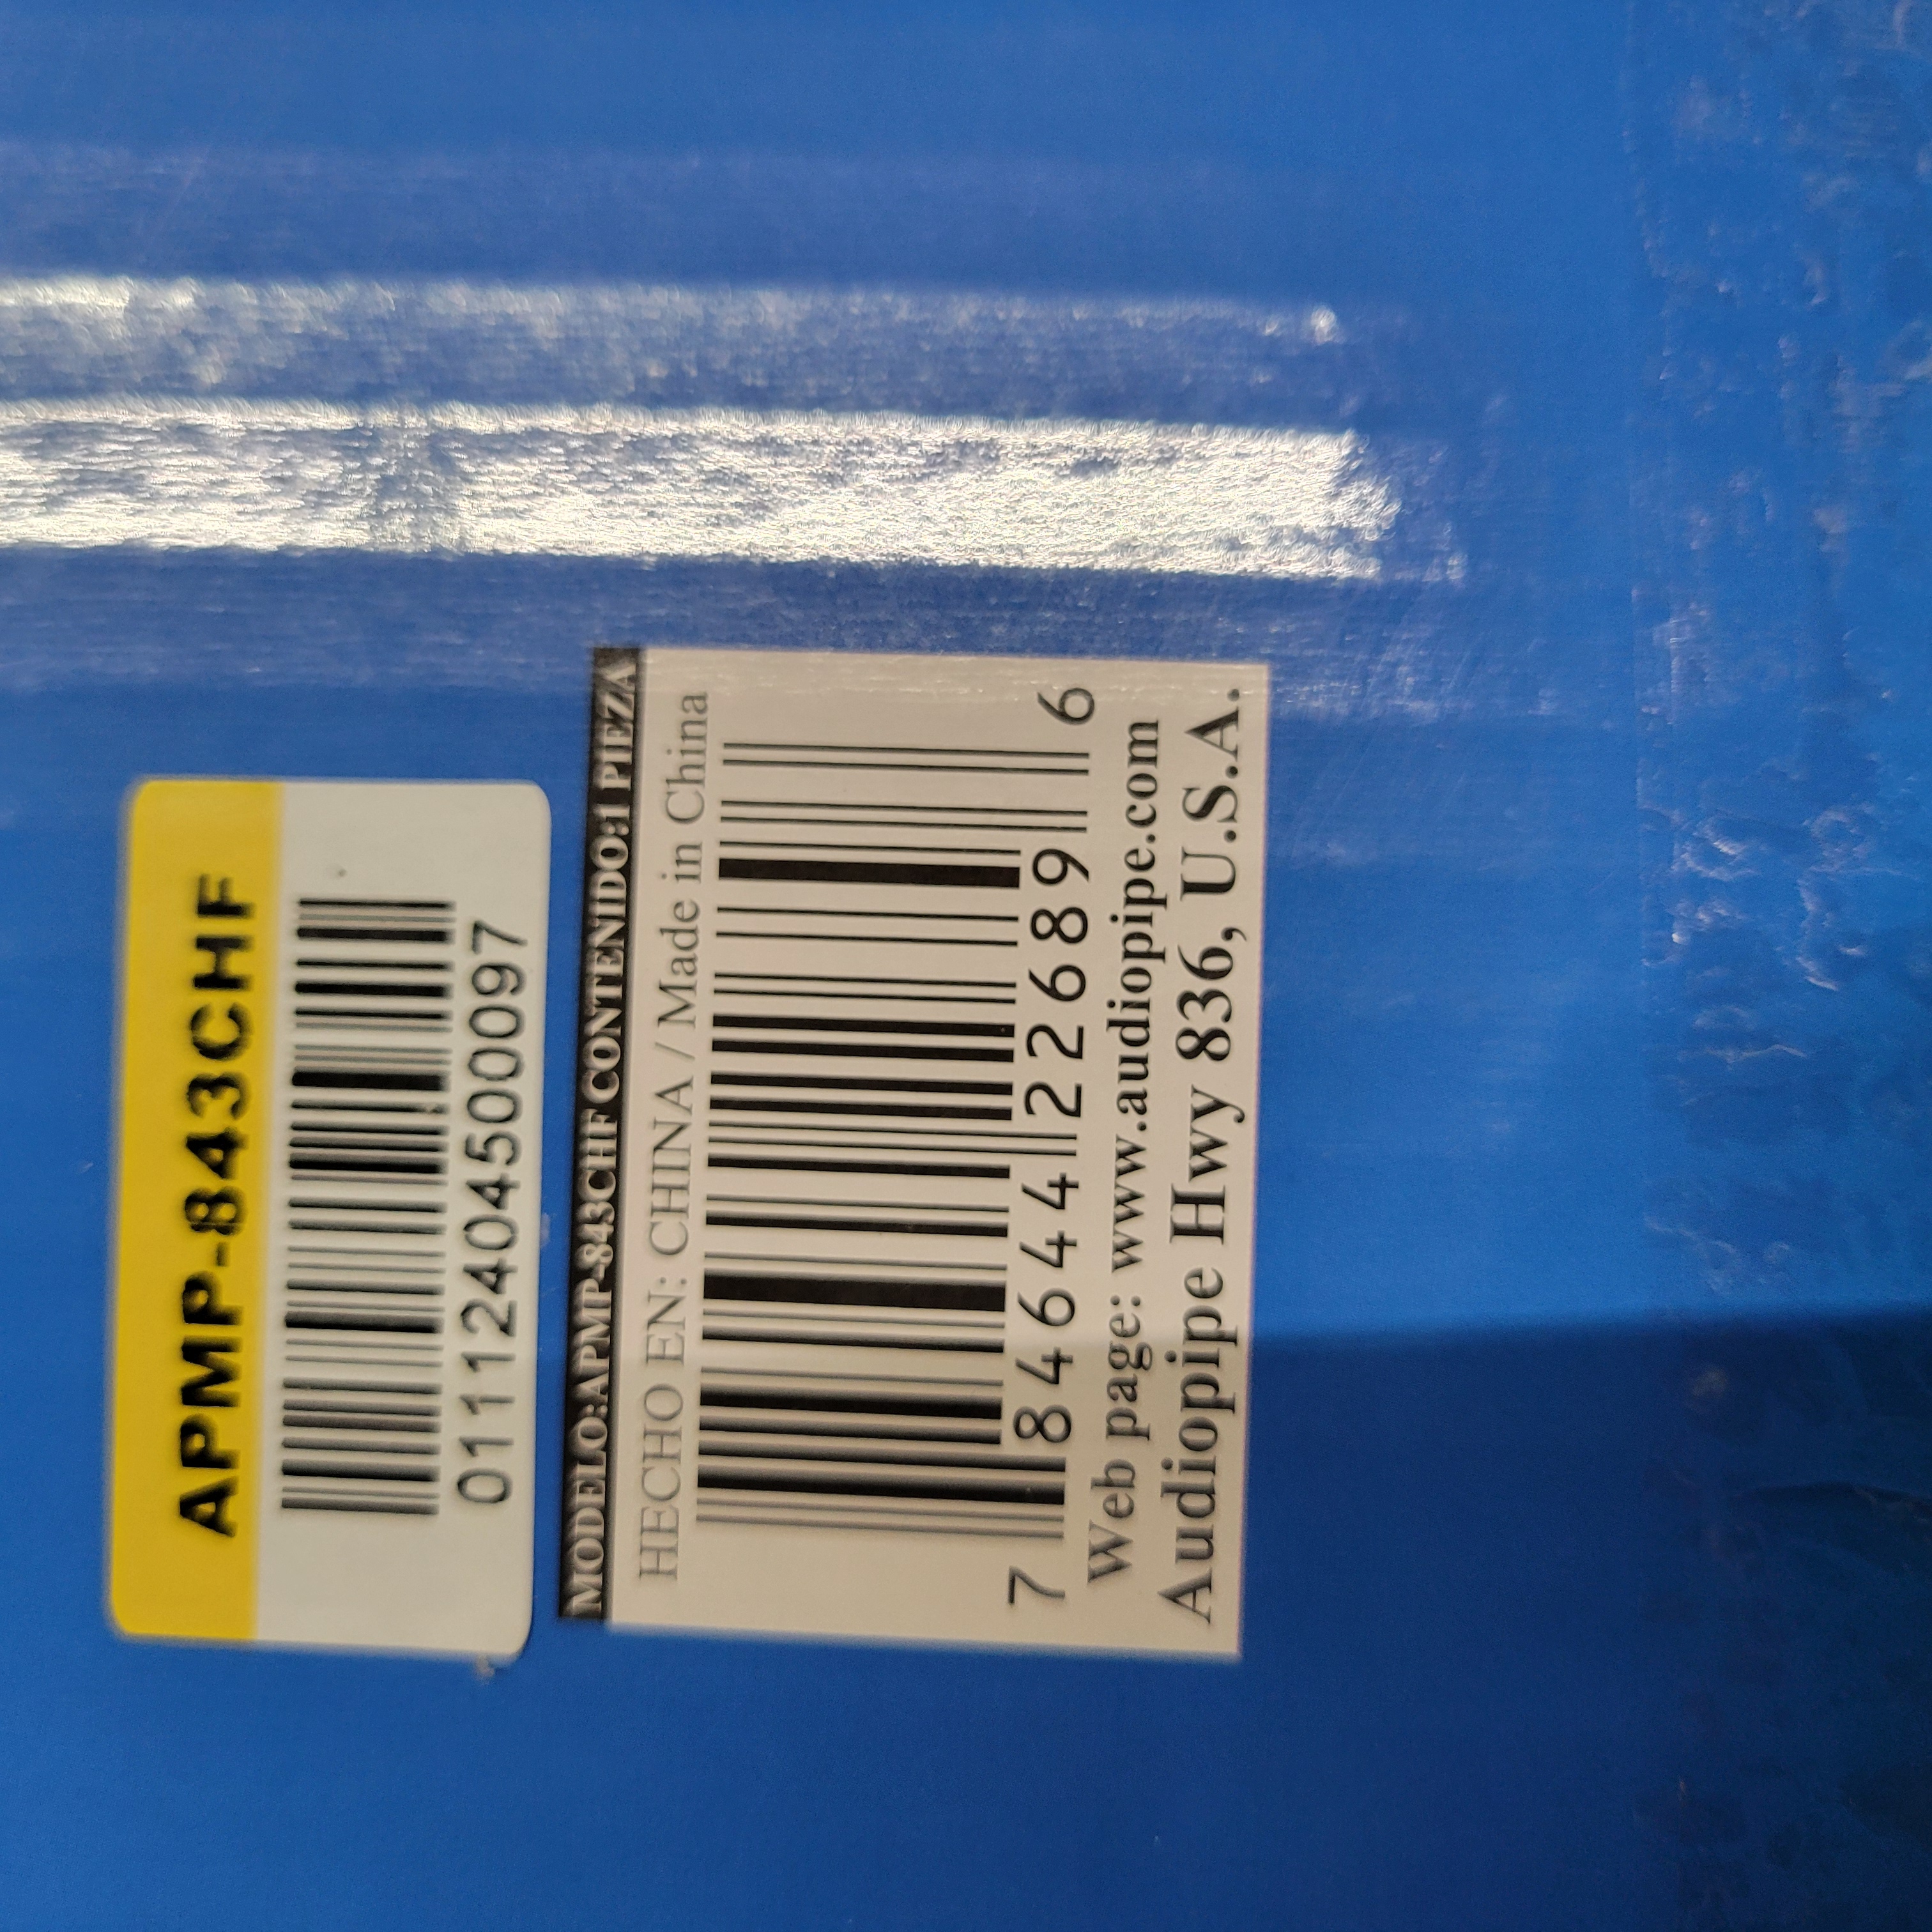 APMP-843CHF
0111240450097
MODELO:APMP-843CHF CONTENIDO:1 PIEZA
HECHO EN: CHINA / Made in China
7 84644 22689 6
Web page: www.audiopipe.com
Audiopipe Hwy 836, U.S.A.